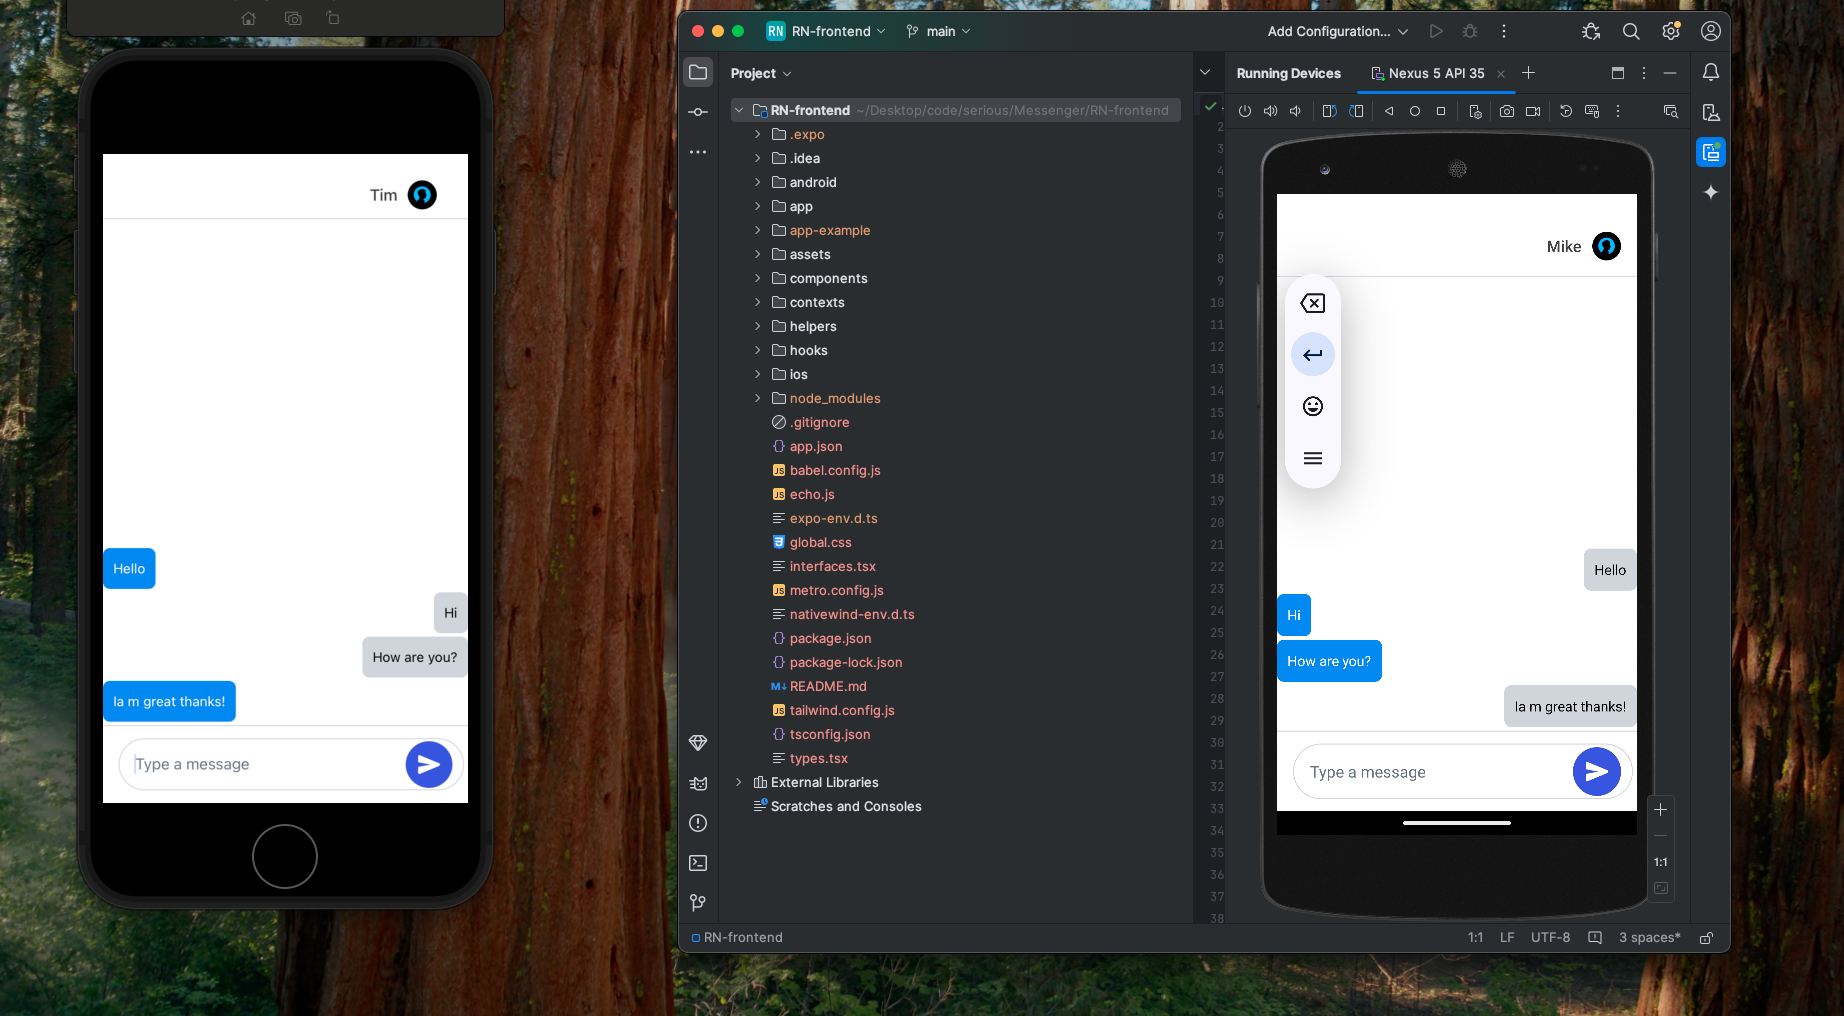 Tim
Hello
Hi
How are you?
Ia m great thanks!
Type a message
RN
RN-frontend
main
Add Configuration...
Project
RN-frontend ~/Desktop/code/serious/Messenger/RN-frontend
.expo
.idea
android
app
app-example
assets
components
contexts
helpers
hooks
ios
node_modules
.gitignore
{} app.json
JS babel.config.js
JS echo.js
expo-env.d.ts
global.css
interfaces.tsx
JS metro.config.js
nativewind-env.d.ts
{} package.json
{} package-lock.json
M↓ README.md
JS tailwind.config.js
{} tsconfig.json
types.tsx
External Libraries
Scratches and Consoles
2
3
4
5
6
7
8
9
10
11
12
13
14
15
16
17
18
19
20
21
22
23
24
25
26
27
28
29
30
31
32
33
34
35
36
37
38
Running Devices
Nexus 5 API 35
Mike
Hello
Hi
How are you?
Ia m great thanks!
Type a message
1:1
RN-frontend
1:1 LF UTF-8 3 spaces*